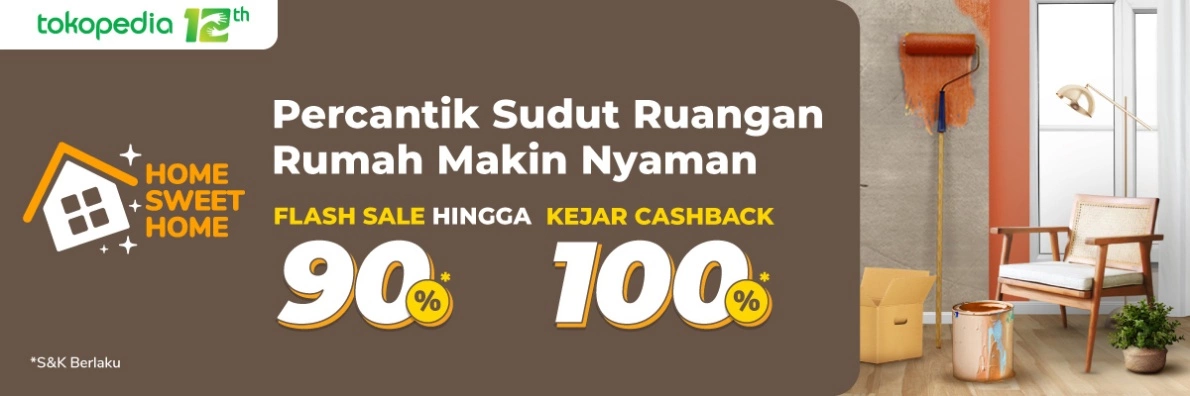 tokopedia 12th
Percantik Sudut Ruangan
Rumah Makin Nyaman
HOME
SWEET
HOME
FLASH SALE HINGGA
90%*
KEJAR CASHBACK
100%*
*S&K Berlaku